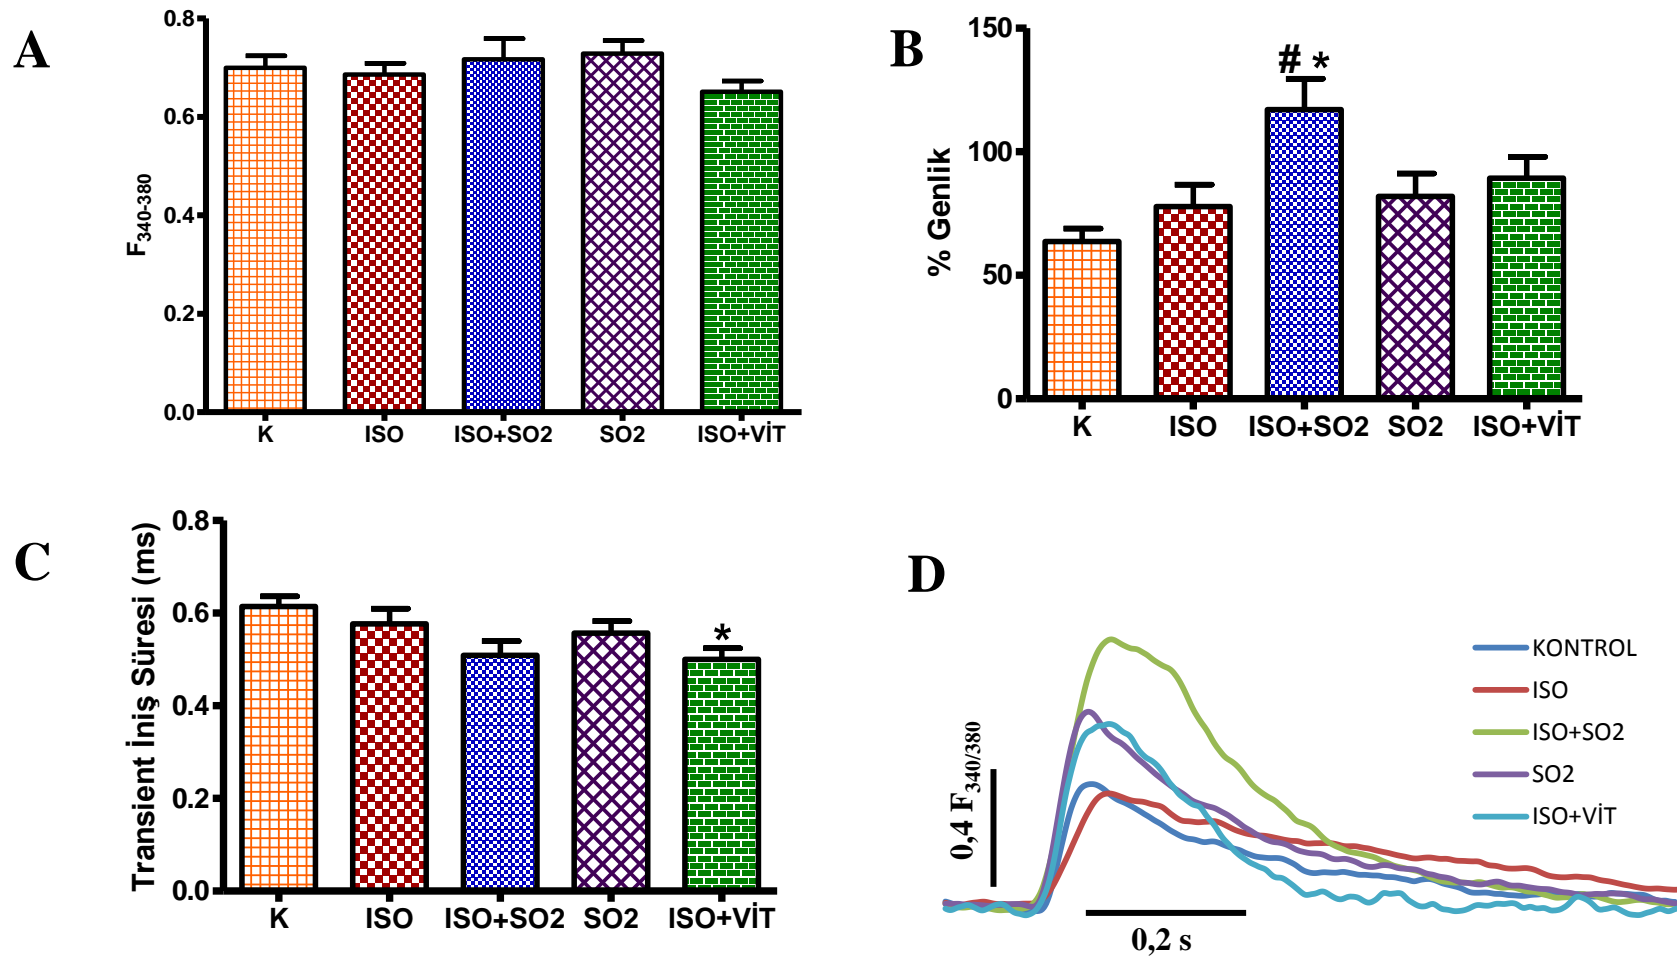 A
F340-380
0.8
0.6
0.4
0.2
0.0
K ISO ISO+SO2 SO2 ISO+VİT
B
% Genlik
150
100
50
0
# *
K ISO ISO+SO2 SO2 ISO+VİT
C
Transient İniş Süresi (ms)
0.8
0.6
0.4
0.2
0.0
*
K ISO ISO+SO2 SO2 ISO+VİT
D
0,4 F340/380
0,2 s
KONTROL
ISO
ISO+SO2
SO2
ISO+VİT